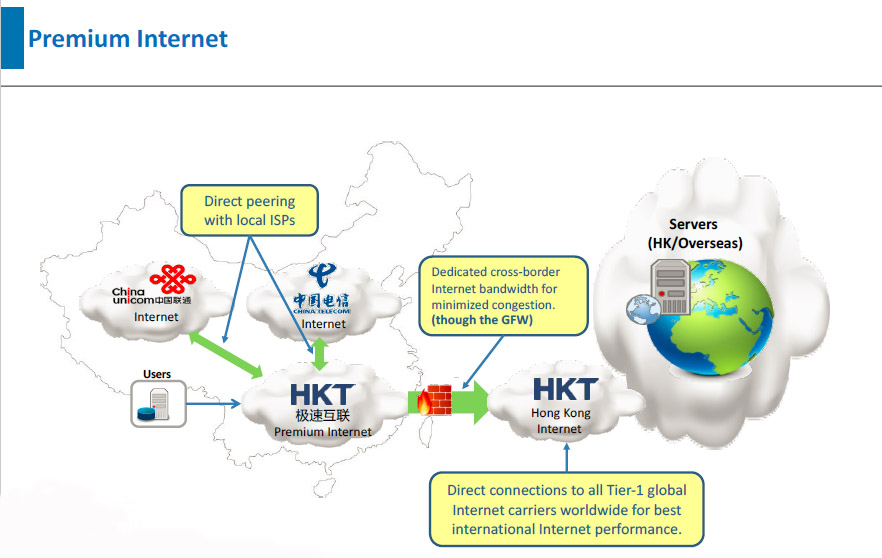 Premium Internet
Direct peering
with local ISPs
China
unicom中国联通
Internet
中国电信
CHINA TELECOM
Internet
Dedicated cross-border
Internet bandwidth for
minimized congestion.
(though the GFW)
Servers
(HK/Overseas)
Users
HKT
极速互联
Premium Internet
HKT
Hong Kong
Internet
Direct connections to all Tier-1 global
Internet carriers worldwide for best
international Internet performance.